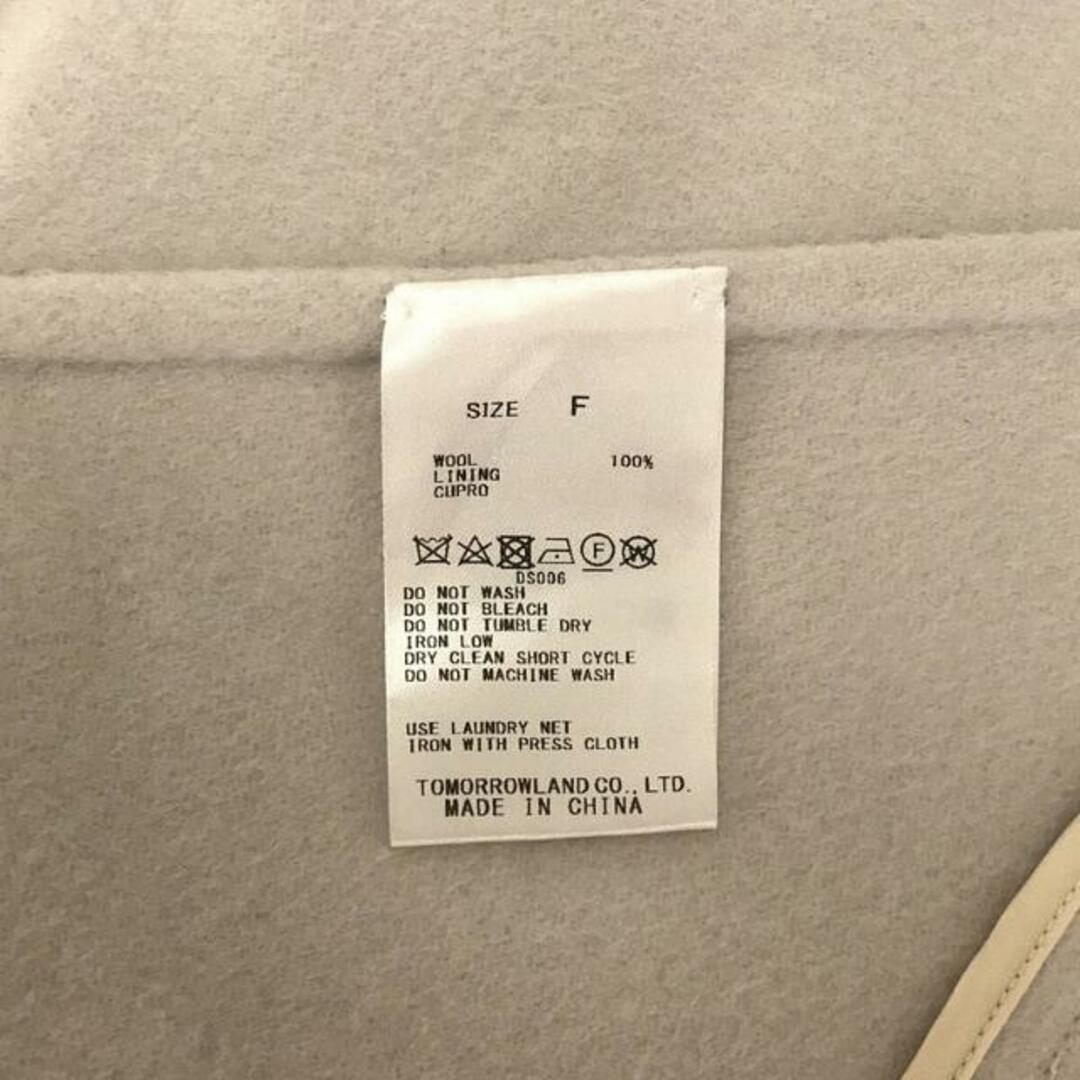 SIZE F
WOOL 100%
LINING
CUPRO
F W
DS006
DO NOT WASH
DO NOT BLEACH
DO NOT TUMBLE DRY
IRON LOW
DRY CLEAN SHORT CYCLE
DO NOT MACHINE WASH
USE LAUNDRY NET
IRON WITH PRESS CLOTH
TOMORROWLAND CO., LTD.
MADE IN CHINA